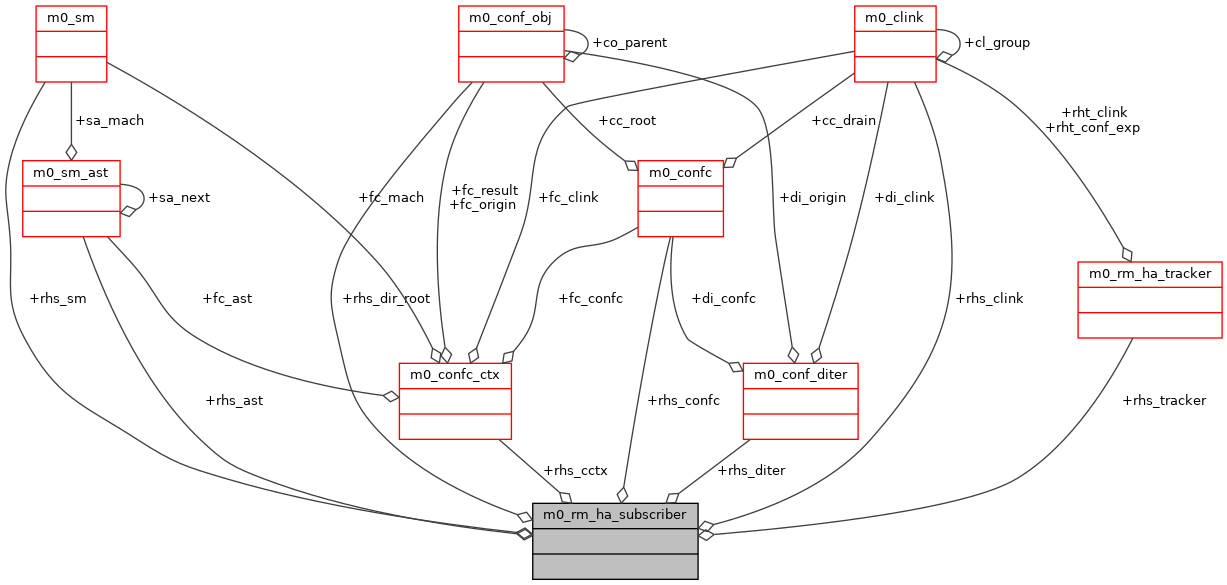 m0_sm
m0_conf_obj
m0_clink
+co_parent
+cl_group
+sa_mach
+cc_root
+cc_drain
+rht_clink
+rht_conf_exp
m0_sm_ast
m0_confc
+sa_next
+fc_mach
+fc_result
+fc_origin
+fc_clink
+di_origin
+di_clink
m0_rm_ha_tracker
+rhs_sm
+fc_ast
+rhs_dir_root
+fc_confc
+di_confc
+rhs_clink
m0_confc_ctx
m0_conf_diter
+rhs_ast
+rhs_confc
+rhs_tracker
+rhs_cctx
+rhs_diter
m0_rm_ha_subscriber